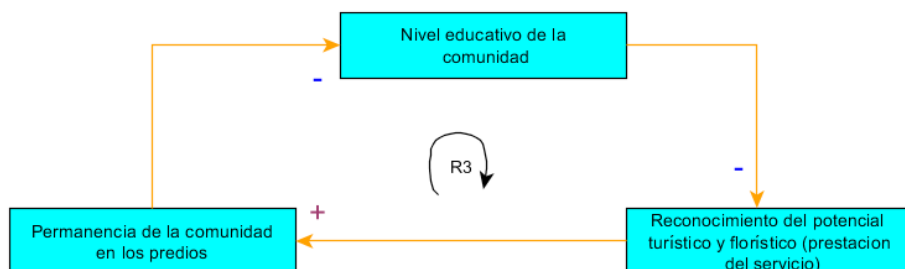 Nivel educativo de la
comunidad
-
R3
-
+
Permanencia de la comunidad
en los predios
Reconocimiento del potencial
turístico y florístico (prestacion
del servicio)